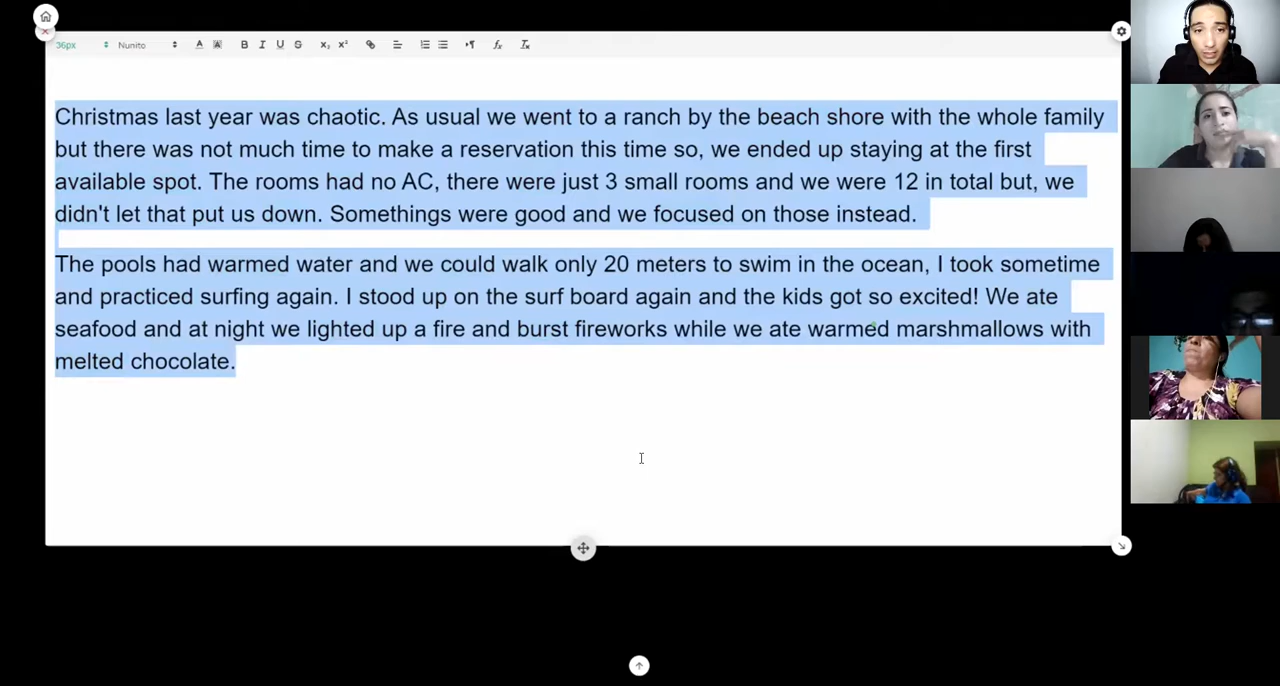 36px Nunito
Christmas last year was chaotic. As usual we went to a ranch by the beach shore with the whole family
but there was not much time to make a reservation this time so, we ended up staying at the first
available spot. The rooms had no AC, there were just 3 small rooms and we were 12 in total but, we
didn't let that put us down. Somethings were good and we focused on those instead.
The pools had warmed water and we could walk only 20 meters to swim in the ocean, I took sometime
and practiced surfing again. I stood up on the surf board again and the kids got so excited! We ate
seafood and at night we lighted up a fire and burst fireworks while we ate warmed marshmallows with
melted chocolate.